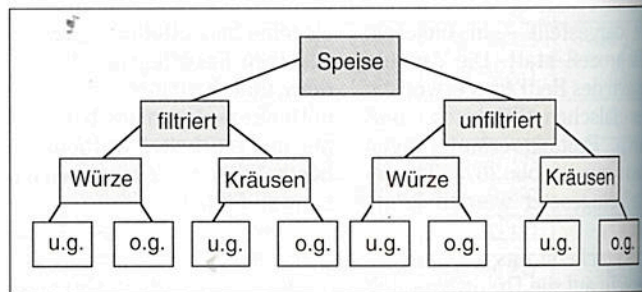 Speise
filtriert unfiltriert
Würze Kräusen Würze Kräusen
u.g. o.g. u.g. o.g. u.g. o.g. u.g. o.g.